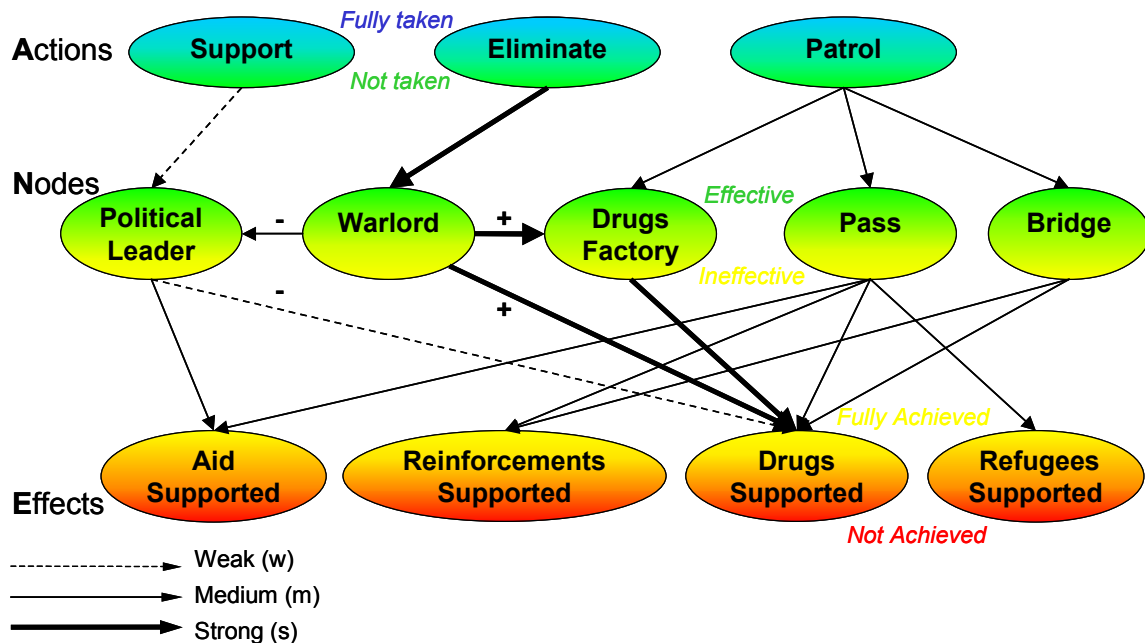 Actions
Support
Fully taken
Eliminate
Patrol
Not taken
Nodes
Political
Leader
-
Warlord
+
Drugs
Factory
Effective
Pass
Bridge
Ineffective
-
+
Fully Achieved
Aid
Supported
Reinforcements
Supported
Drugs
Supported
Refugees
Supported
Effects
Not Achieved
Weak (w)
Medium (m)
Strong (s)